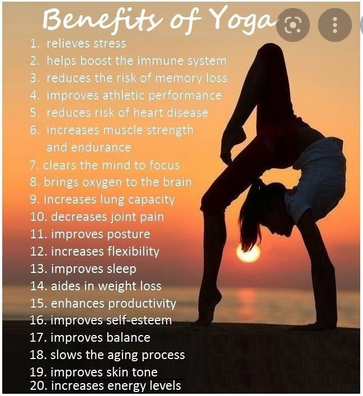 Benefits of Yoga
1. relieves stress
2. helps boost the immune system
3. reduces the risk of memory loss
4. improves athletic performance
5. reduces risk of heart disease
6. increases muscle strength
and endurance
7. clears the mind to focus
8. brings oxygen to the brain
9. increases lung capacity
10. decreases joint pain
11. improves posture
12. increases flexibility
13. improves sleep
14. aides in weight loss
15. enhances productivity
16. improves self-esteem
17. improves balance
18. slows the aging process
19. improves skin tone
20. increases energy levels